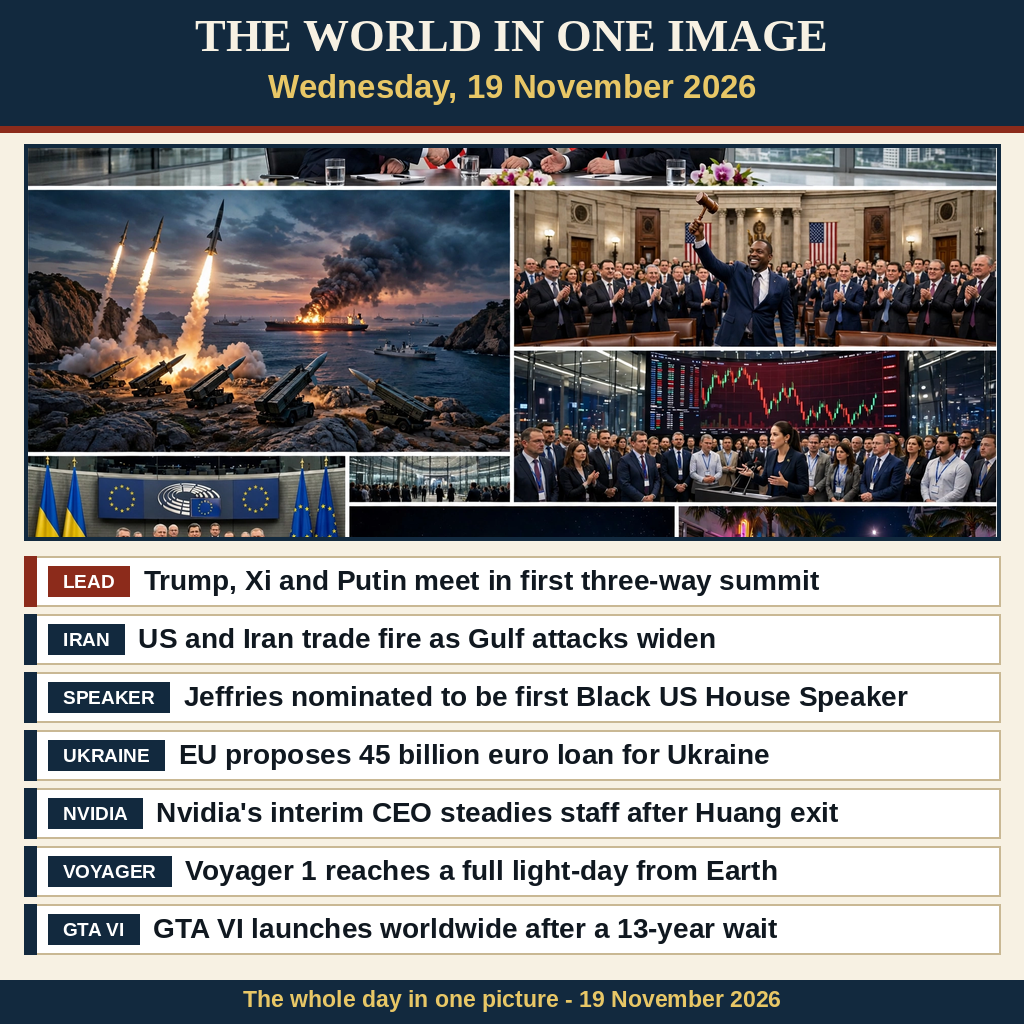 THE WORLD IN ONE IMAGE
Wednesday, 19 November 2026
LEAD Trump, Xi and Putin meet in first three-way summit
IRAN US and Iran trade fire as Gulf attacks widen
SPEAKER Jeffries nominated to be first Black US House Speaker
UKRAINE EU proposes 45 billion euro loan for Ukraine
NVIDIA Nvidia's interim CEO steadies staff after Huang exit
VOYAGER Voyager 1 reaches a full light-day from Earth
GTA VI GTA VI launches worldwide after a 13-year wait
The whole day in one picture - 19 November 2026